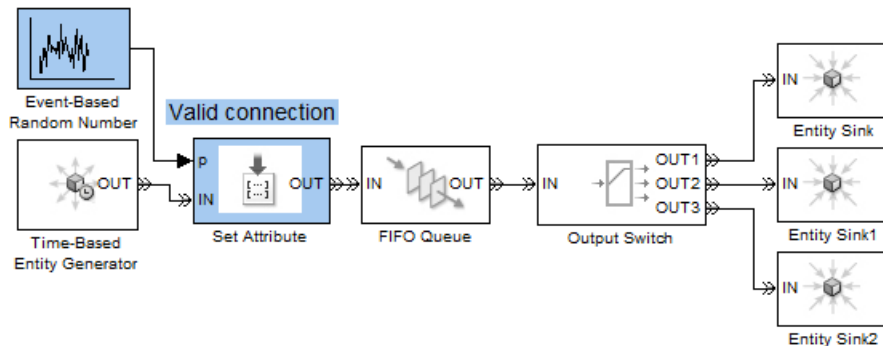 Event-Based
Random Number
Valid connection
p
IN
OUT
Set Attribute
OUT
Time-Based
Entity Generator
[...]
IN
OUT
FIFO Queue
IN
OUT1
OUT2
OUT3
Output Switch
IN
Entity Sink
IN
Entity Sink1
IN
Entity Sink2